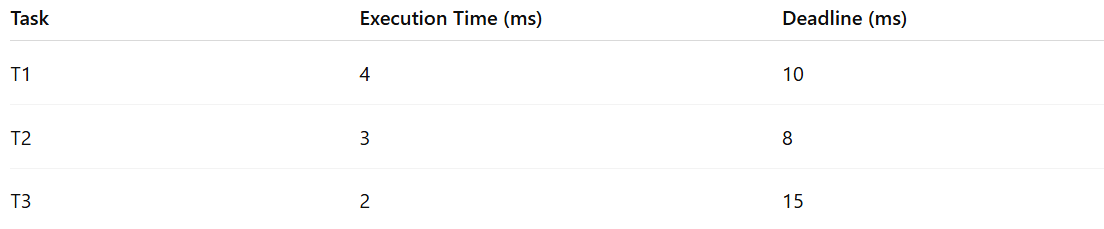 Task Execution Time (ms) Deadline (ms)
T1 4 10
T2 3 8
T3 2 15